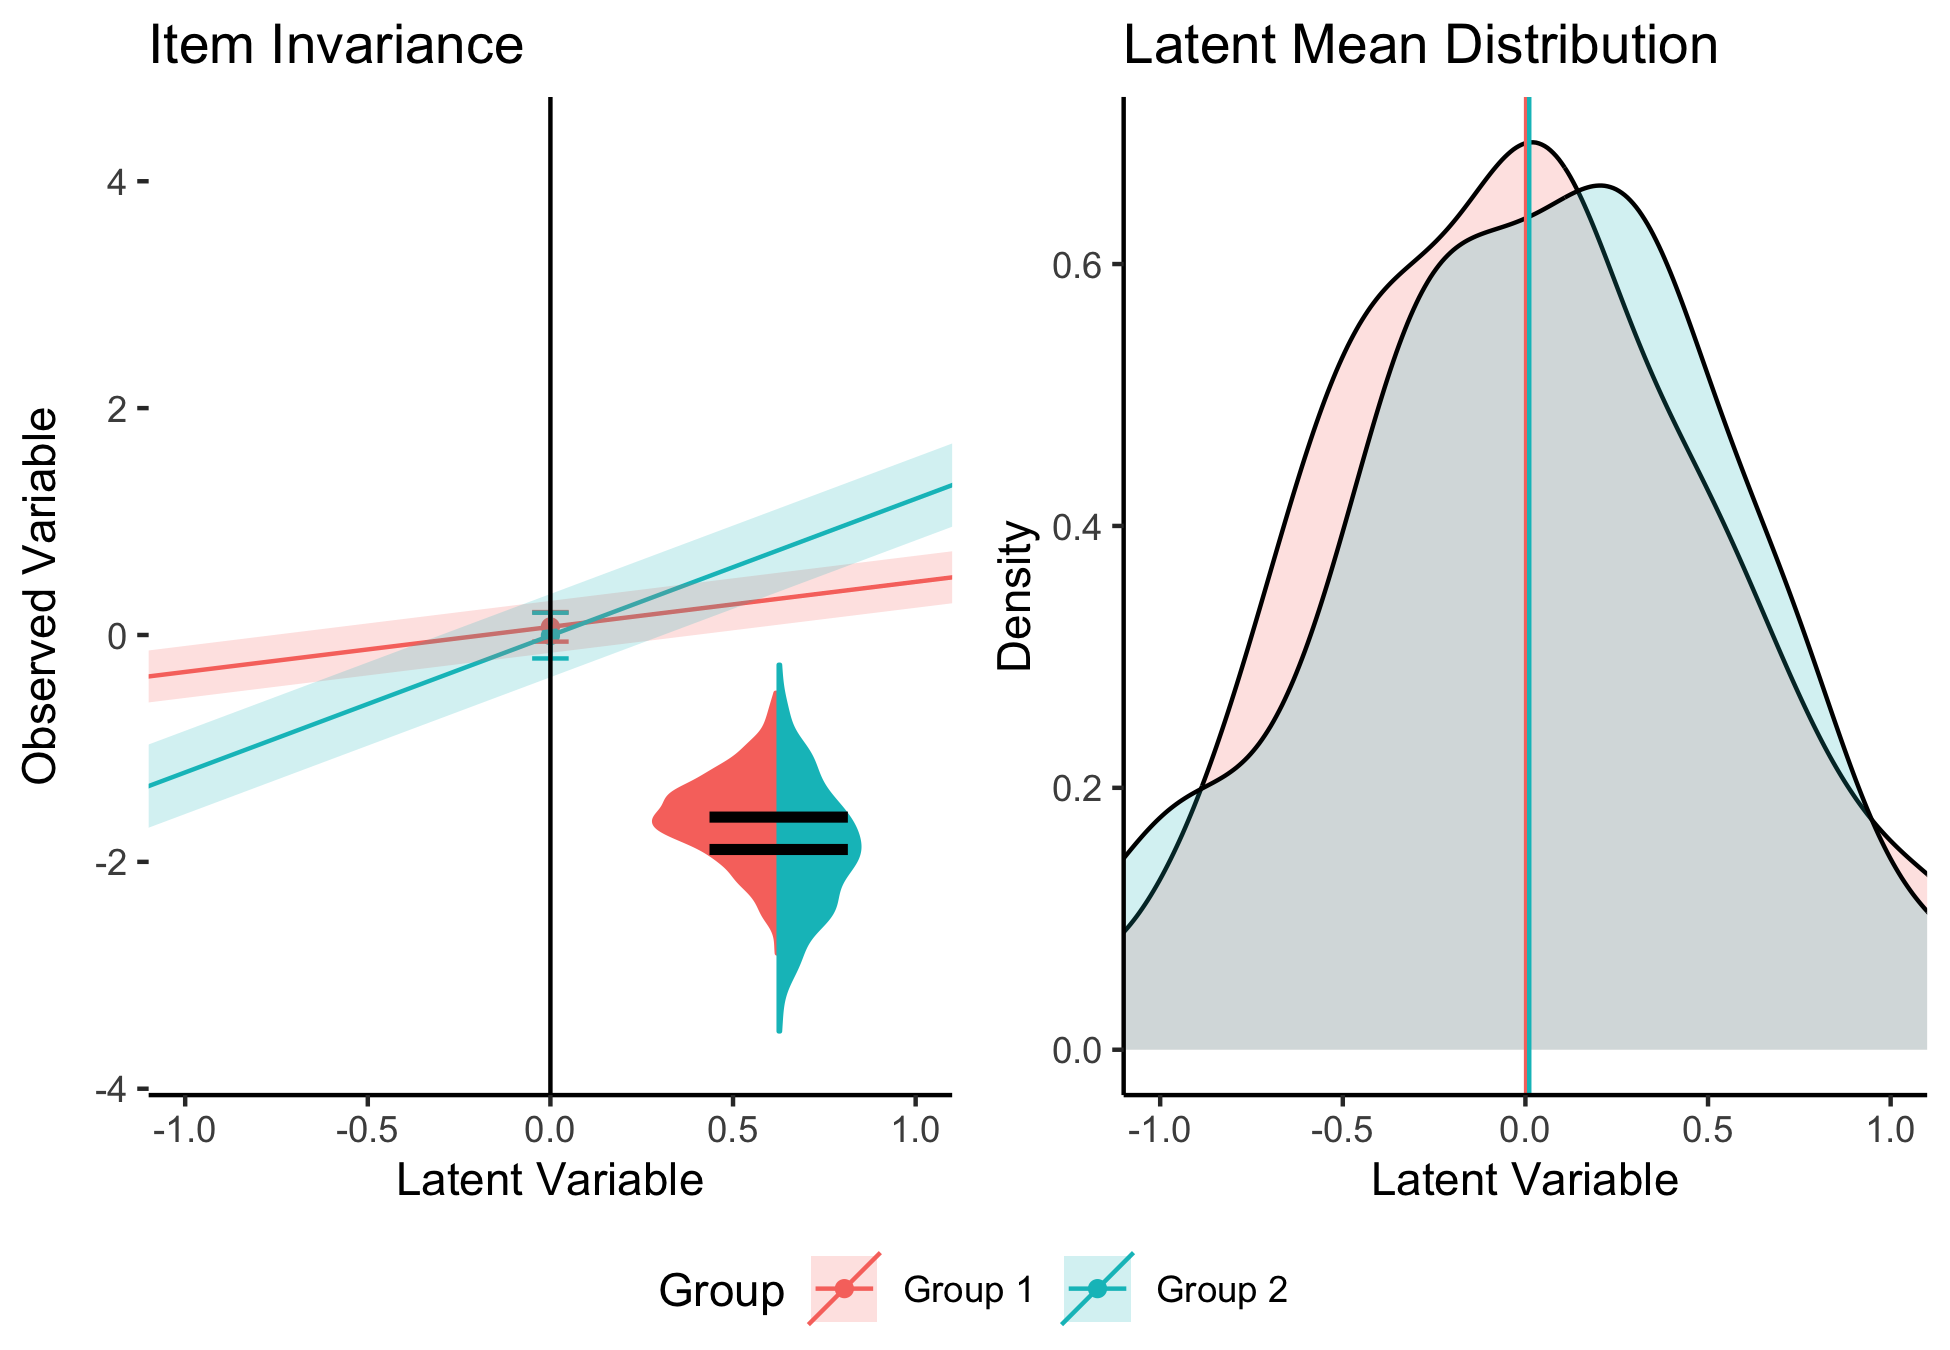 Item Invariance
Observed Variable
4
2
0
-2
-4
-1.0 -0.5 0.0 0.5 1.0
Latent Variable
Latent Mean Distribution
Density
0.6
0.4
0.2
0.0
-1.0 -0.5 0.0 0.5 1.0
Latent Variable
Group Group 1 Group 2